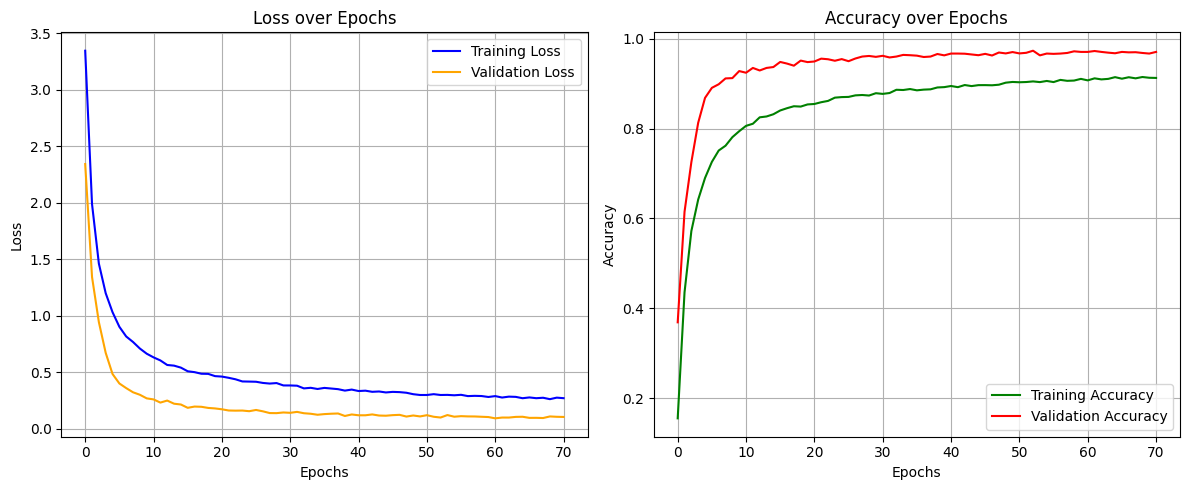 Loss over Epochs
3.5
3.0
2.5
2.0
1.5
1.0
0.5
0.0
Loss
0 10 20 30 40 50 60 70
Epochs
Training Loss
Validation Loss
Accuracy over Epochs
1.0
0.8
0.6
0.4
0.2
Accuracy
0 10 20 30 40 50 60 70
Epochs
Training Accuracy
Validation Accuracy